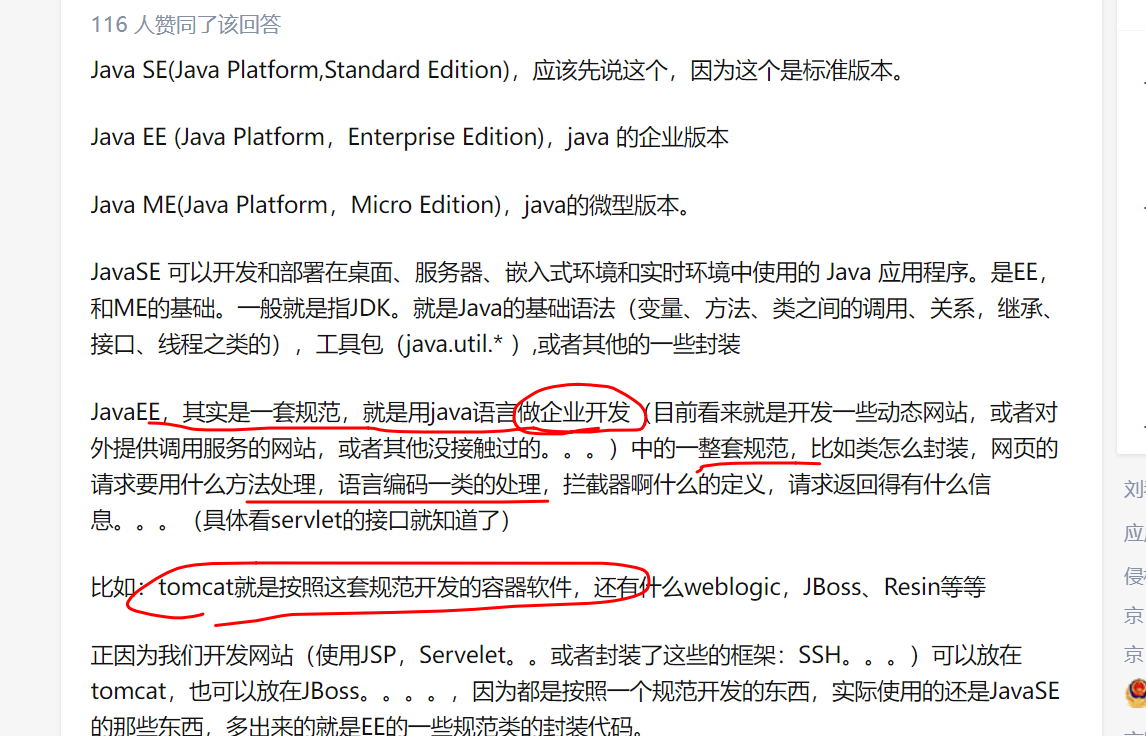 116 人赞同了该回答
Java SE(Java Platform,Standard Edition)，应该先说这个，因为这个是标准版本。
Java EE (Java Platform，Enterprise Edition)，java 的企业版本
Java ME(Java Platform，Micro Edition)，java的微型版本。
JavaSE 可以开发和部署在桌面、服务器、嵌入式环境和实时环境中使用的 Java 应用程序。是EE，
和ME的基础。一般就是指JDK。就是Java的基础语法（变量、方法、类之间的调用、关系，继承、
接口、线程之类的），工具包（java.util.* ）,或者其他的一些封装
JavaEE，其实是一套规范，就是用java语言做企业开发（目前看来就是开发一些动态网站，或者对
外提供调用服务的网站，或者其他没接触过的。。。）中的一整套规范，比如类怎么封装，网页的
请求要用什么方法处理，语言编码一类的处理，拦截器啊什么的定义，请求返回得有什么信
息。。。（具体看servlet的接口就知道了）
比如：tomcat就是按照这套规范开发的容器软件，还有什么weblogic，JBoss、Resin等等
正因为我们开发网站（使用JSP，Servelet。。或者封装了这些的框架：SSH。。。）可以放在
tomcat，也可以放在JBoss。。。。，因为都是按照一个规范开发的东西，实际使用的还是JavaSE
的那些东西，多出来的就是EE的一些规范类的封装代码。
刘
应
侵
京
京